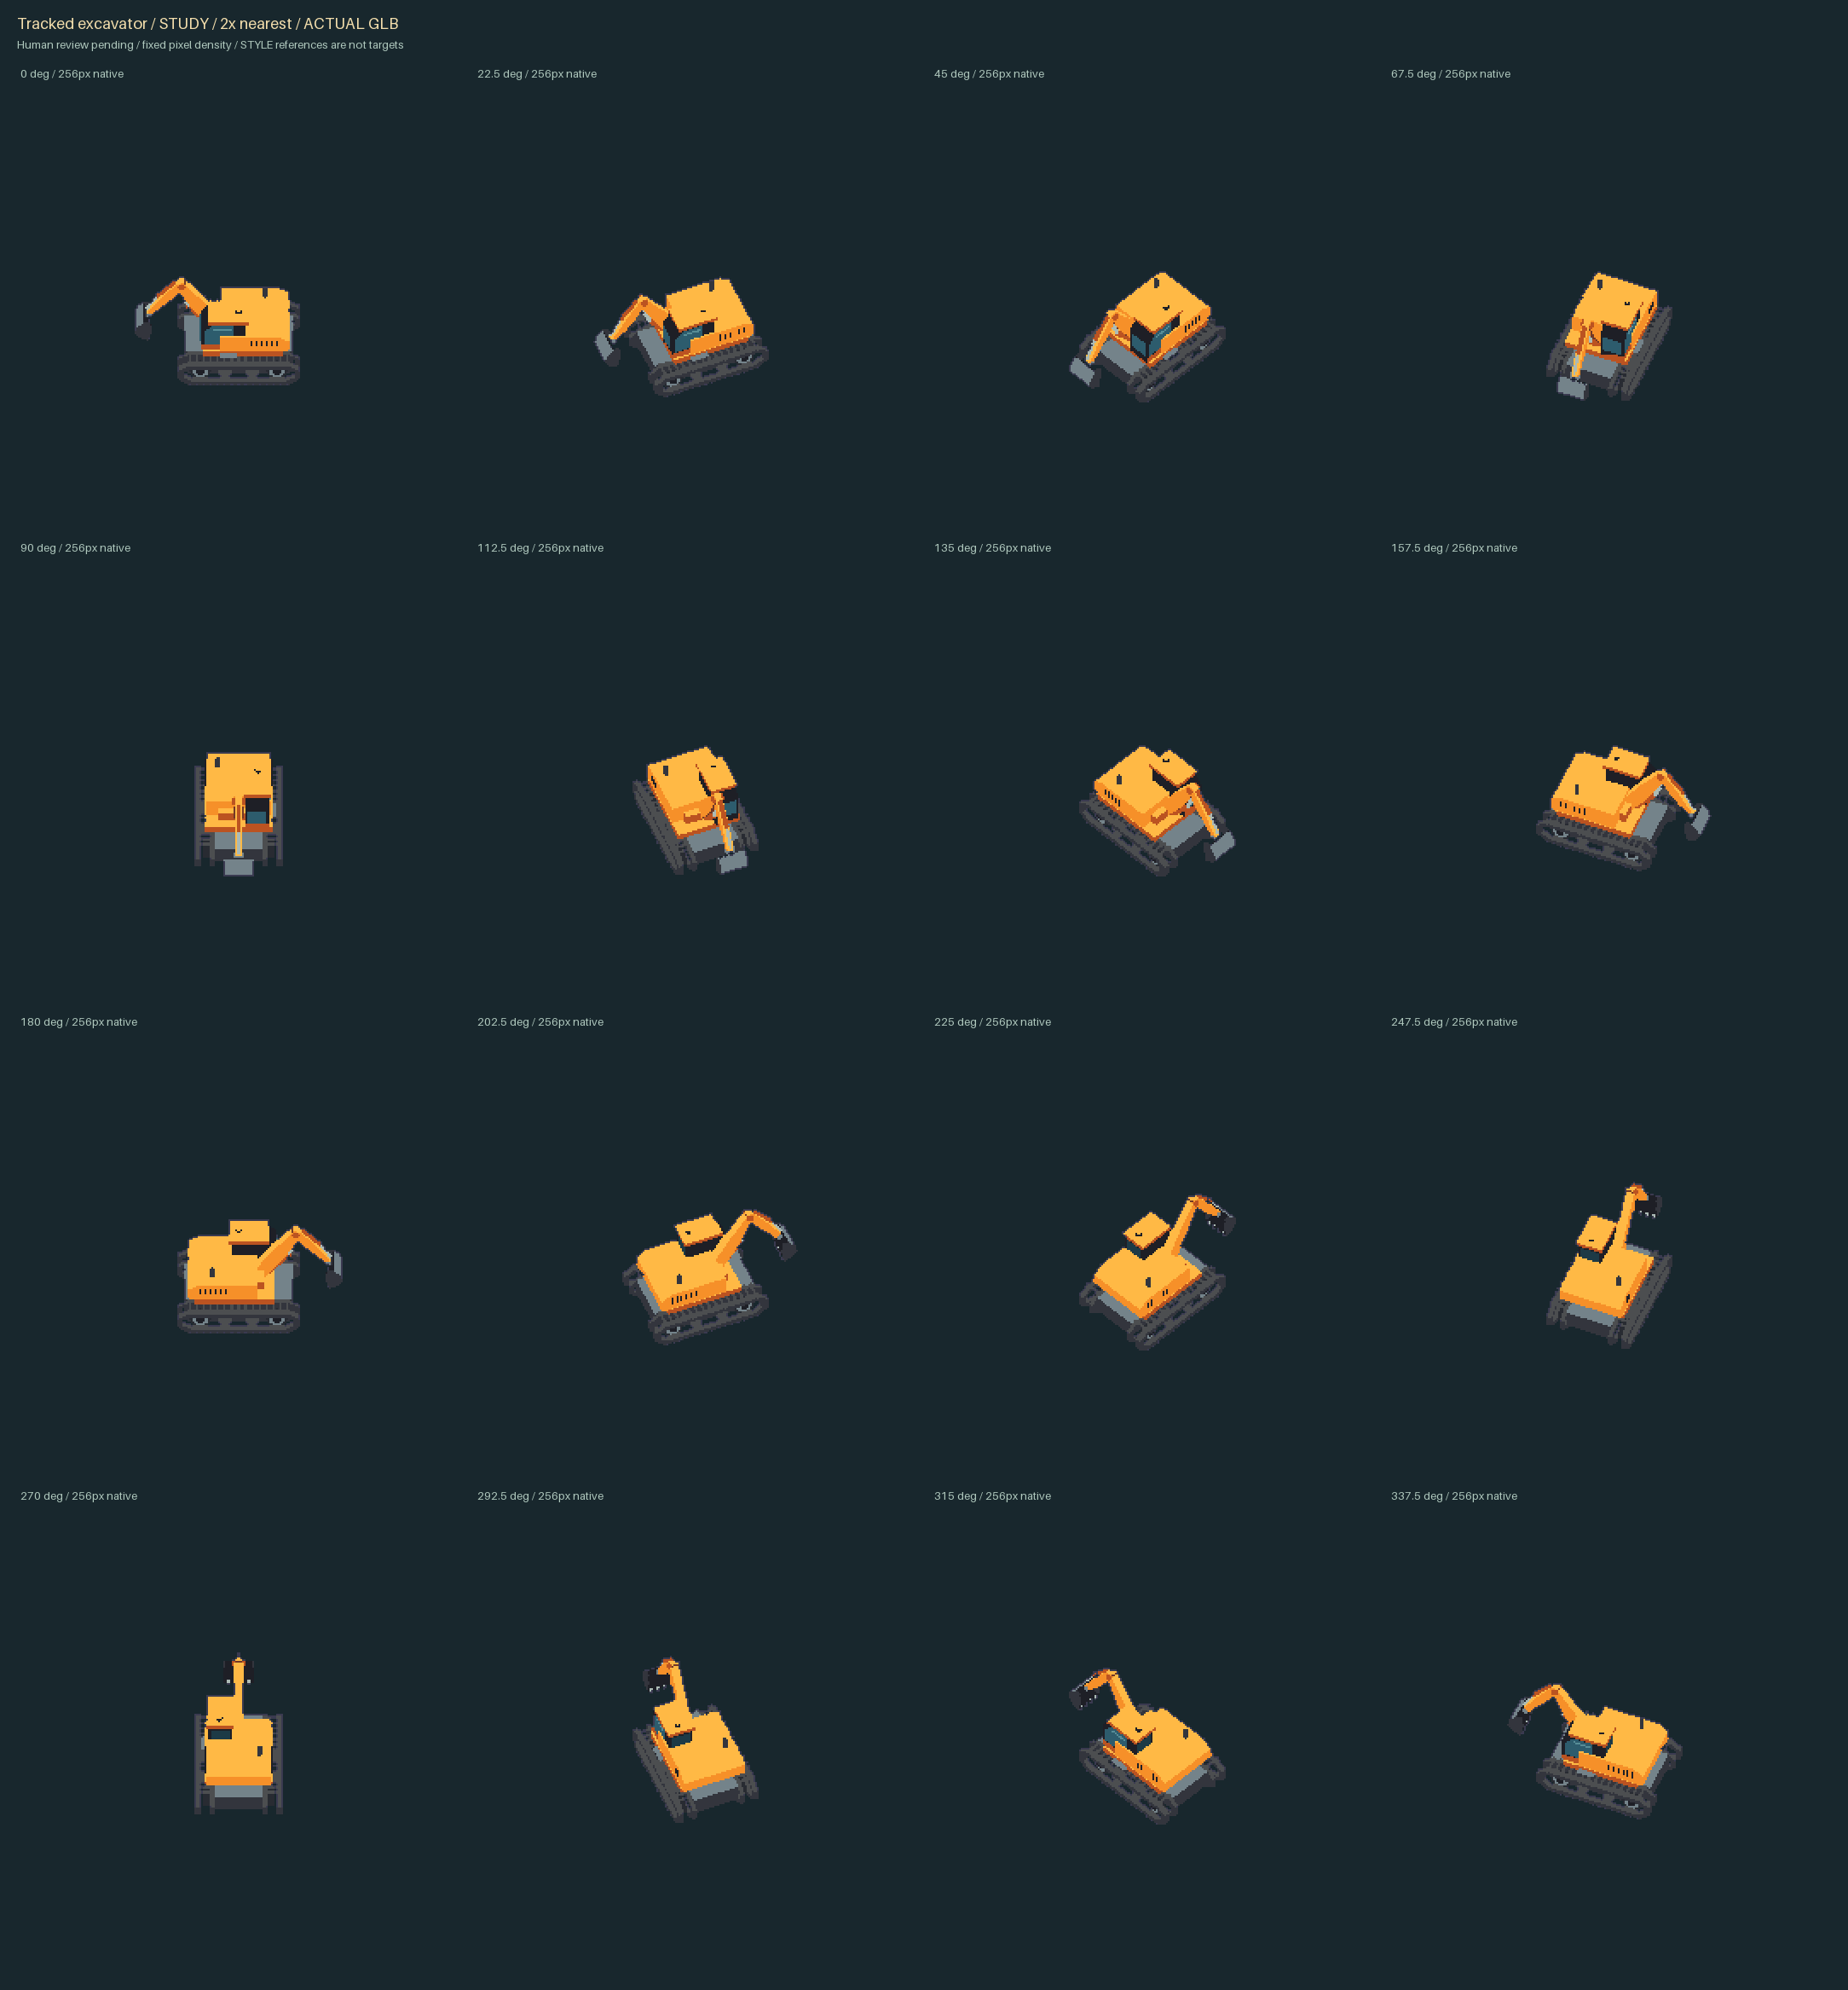 Tracked excavator / STUDY / 2x nearest / ACTUAL GLB
Human review pending / fixed pixel density / STYLE references are not targets
0 deg / 256px native
22.5 deg / 256px native
45 deg / 256px native
67.5 deg / 256px native
90 deg / 256px native
112.5 deg / 256px native
135 deg / 256px native
157.5 deg / 256px native
180 deg / 256px native
202.5 deg / 256px native
225 deg / 256px native
247.5 deg / 256px native
270 deg / 256px native
292.5 deg / 256px native
315 deg / 256px native
337.5 deg / 256px native